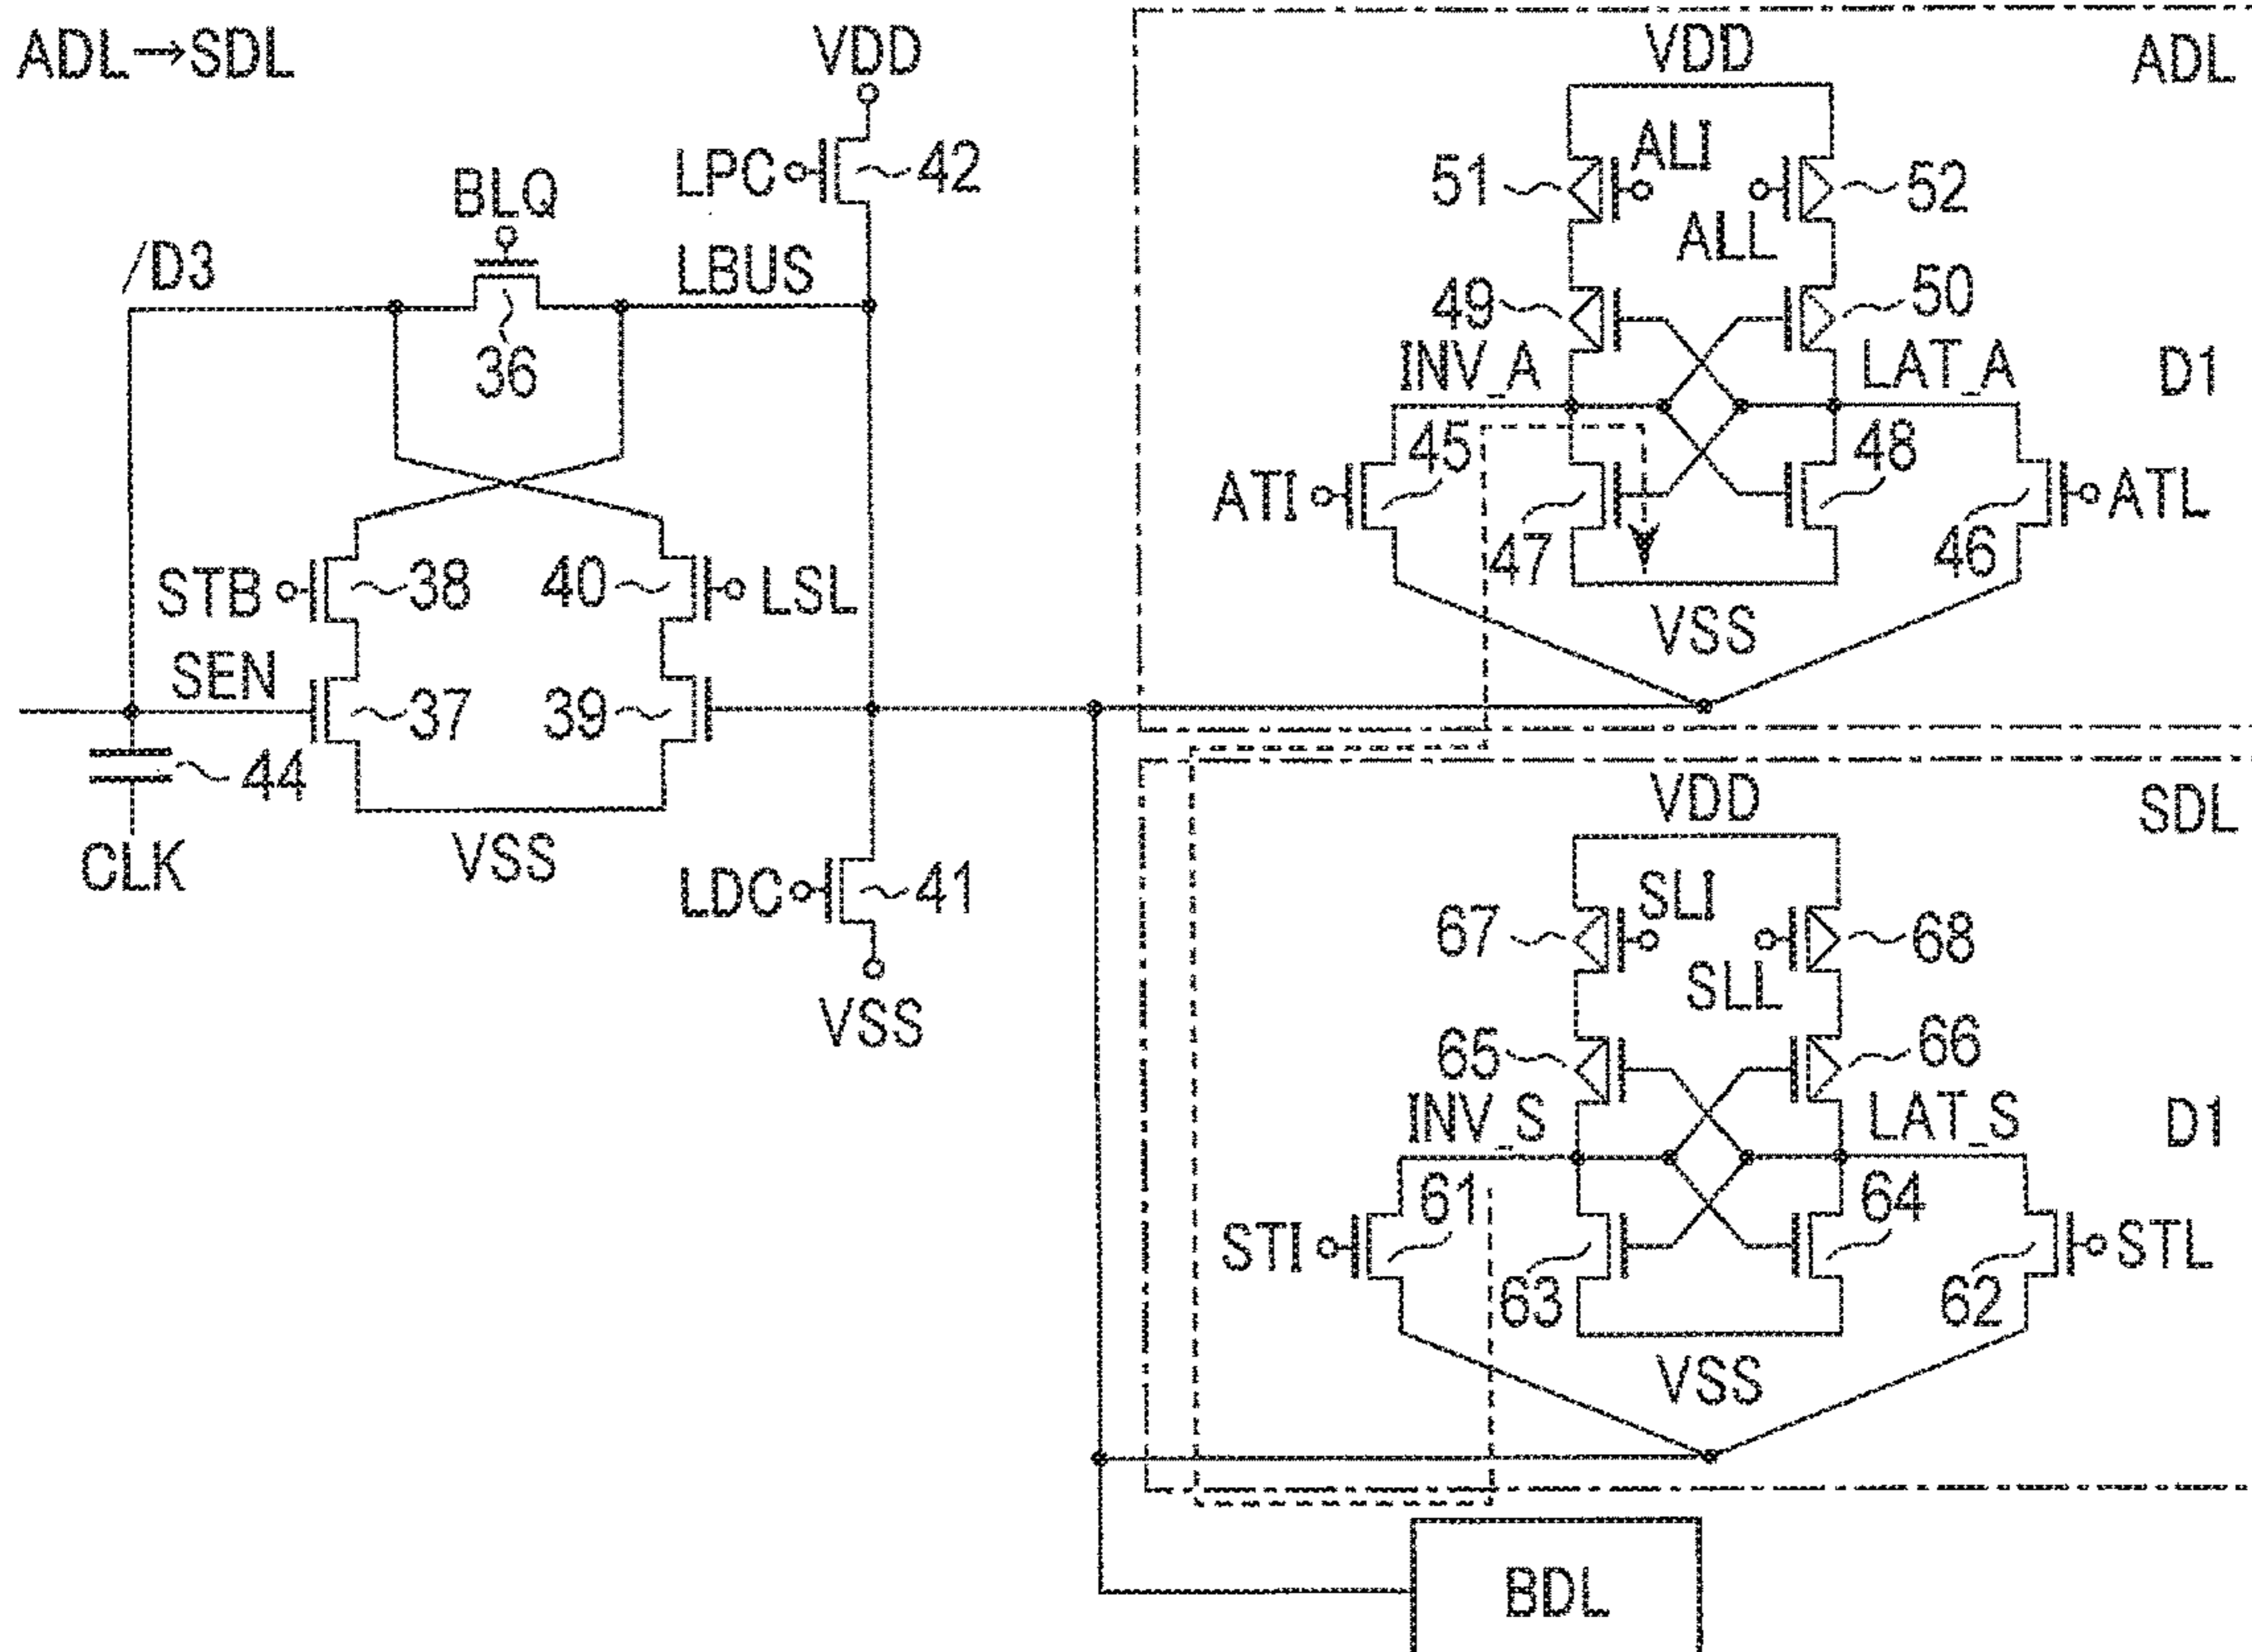 ADL→SDL
VDD
LPC
42
BLQ
/D3
LBUS
36
STB
38
40
LSL
SEN
37
39
44
CLK
VSS
LDC
41
VSS
ADL
VDD
ALI
51
52
ALL
49
50
INV_A
LAT_A
D1
45
48
ATI
ATL
47
46
VSS
SDL
VDD
SLI
67
68
SLL
65
66
INV_S
LAT_S
D1
61
64
STI
STL
63
62
VSS
BDL